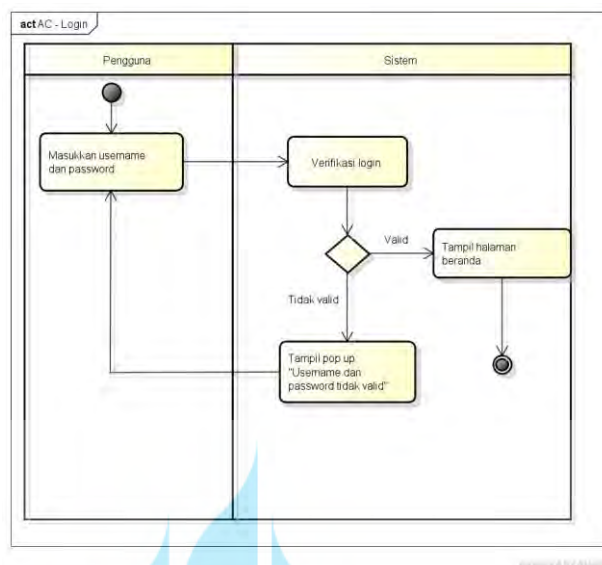 act AC - Login
Pengguna
Sistem
Masukkan username
dan password
Verifikasi login
Valid
Tampil halaman
beranda
Tidak valid
Tampil pop up
"Username dan
password tidak valid"